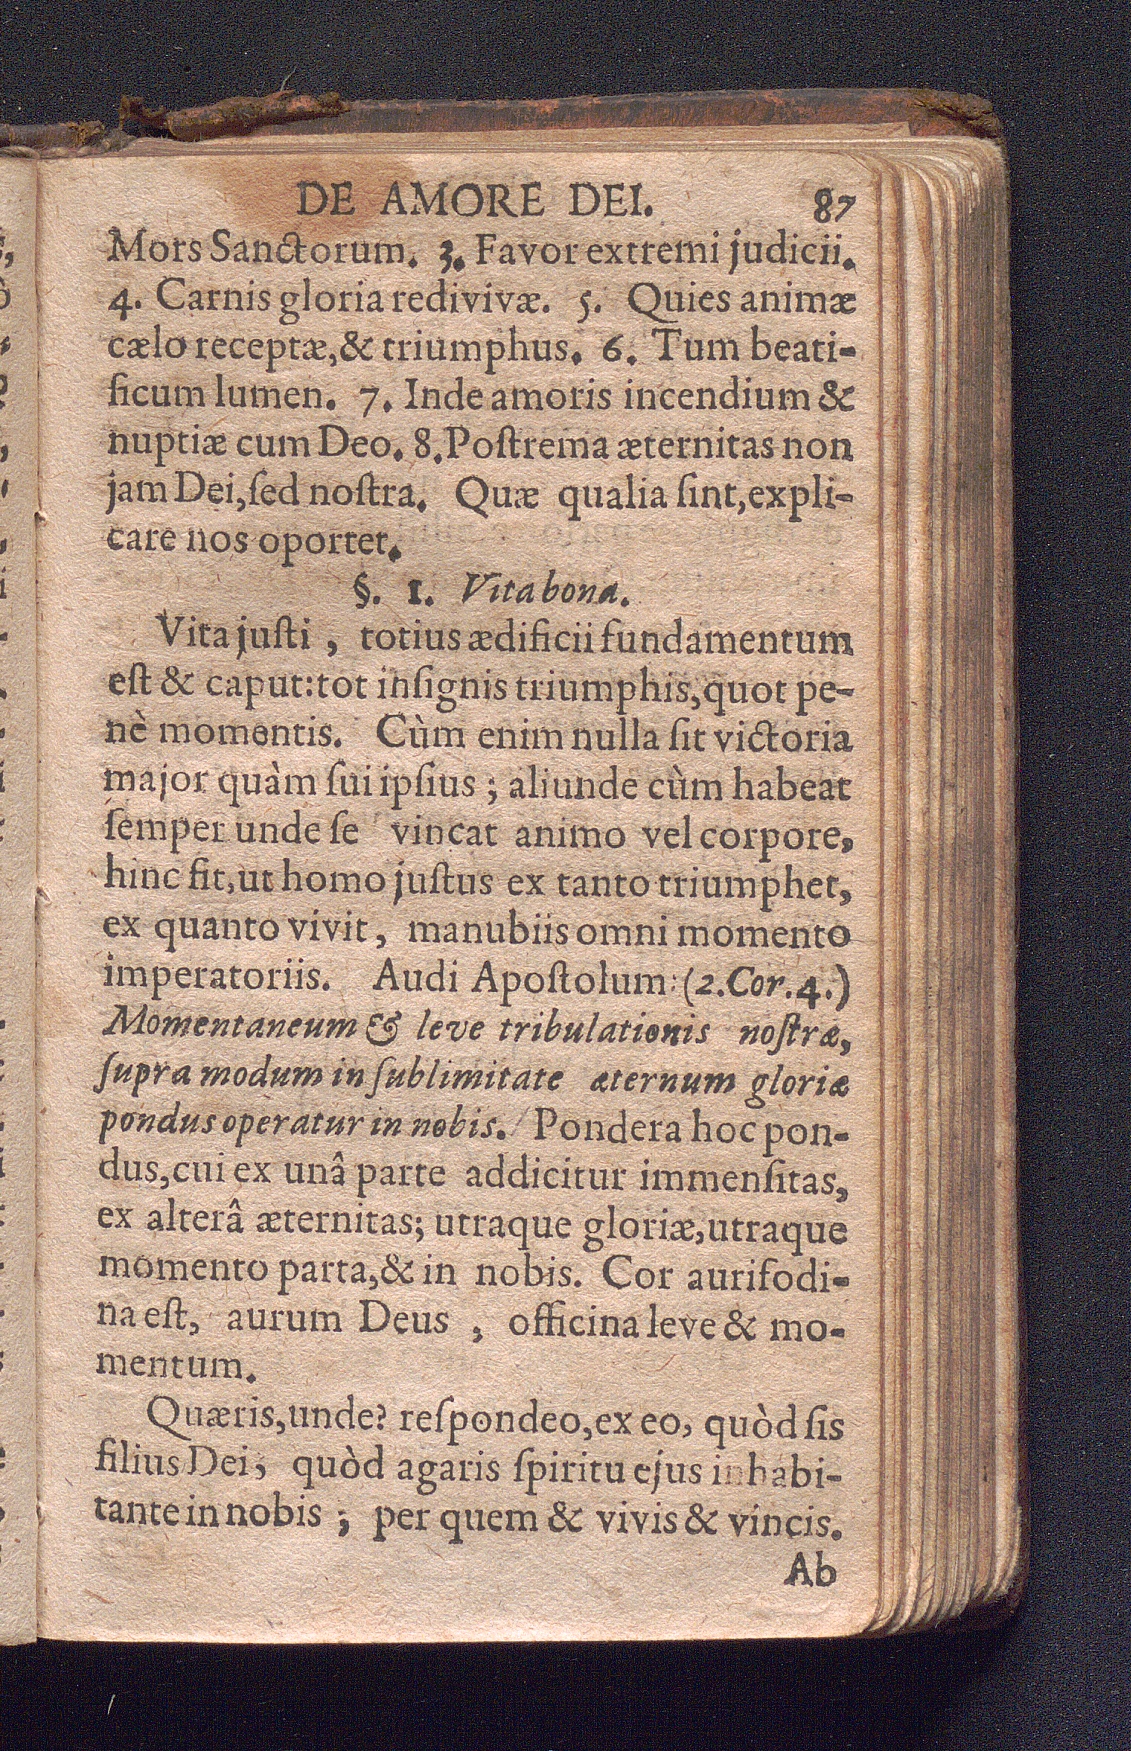 DE AMORE DEI. 87
Mors Sanctorum. 3. Favor extremi judicii.
4. Carnis gloria redivivæ. 5. Quies animæ
cælo receptæ,& triumphus. 6. Tum beati-
ficum lumen. 7. Inde amoris incendium &
nuptiæ cum Deo. 8. Poſtrema æternitas non
jam Dei, ſed noſtra. Quæ qualia ſint, expli-
care nos oportet.
§. 1. Vita bona.
Vita juſti, totius ædificii fundamentum
eſt & caput: tot inſignis triumphis, quot pe-
nè momentis. Cùm enim nulla ſit victoria
major quàm ſui ipſius; aliunde cùm habeat
ſemper unde ſe vincat animo vel corpore,
hinc fit, ut homo juſtus ex tanto triumphet,
ex quanto vivit, manubiis omni momento
imperatoriis. Audi Apoſtolum: (2. Cor. 4.)
Momentaneum & leve tribulationis noſtræ,
ſupra modum in ſublimitate æternum gloriæ
pondus operatur in nobis. Pondera hoc pon-
dus, cui ex unâ parte addicitur immenſitas,
ex alterâ æternitas; utraque gloriæ, utraque
momento parta,& in nobis. Cor aurifodi-
na eſt, aurum Deus, officina leve & mo-
mentum.
Quæris, unde? reſpondeo, ex eo, quòd ſis
filius Dei, quòd agaris ſpiritu ejus inhabi-
tante in nobis; per quem & vivis & vincis.
Ab